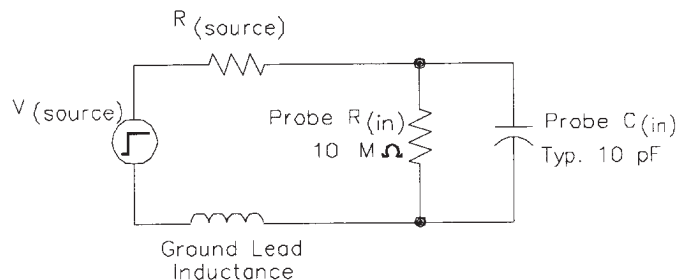 R (source)
V (source)
Probe R (in)
10 MΩ
Probe C (in)
Typ. 10 pF
Ground Lead
Inductance